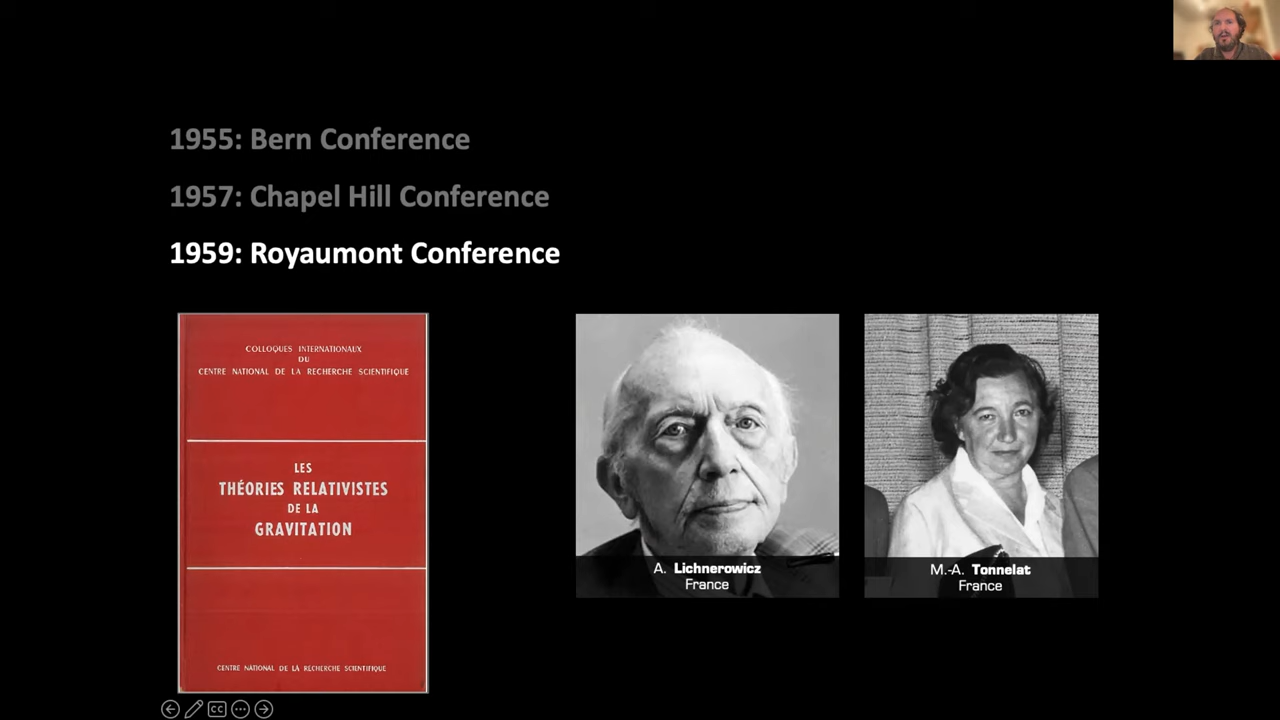 1955: Bern Conference
1957: Chapel Hill Conference
1959: Royaumont Conference
COLLOQUES INTERNATIONAUX
DU
CENTRE NATIONAL DE LA RECHERCHE SCIENTIFIQUE
LES
THÉORIES RELATIVISTES
DE LA
GRAVITATION
CENTRE NATIONAL DE LA RECHERCHE SCIENTIFIQUE
A. Lichnerowicz
France
M.-A. Tonnelat
France
CC